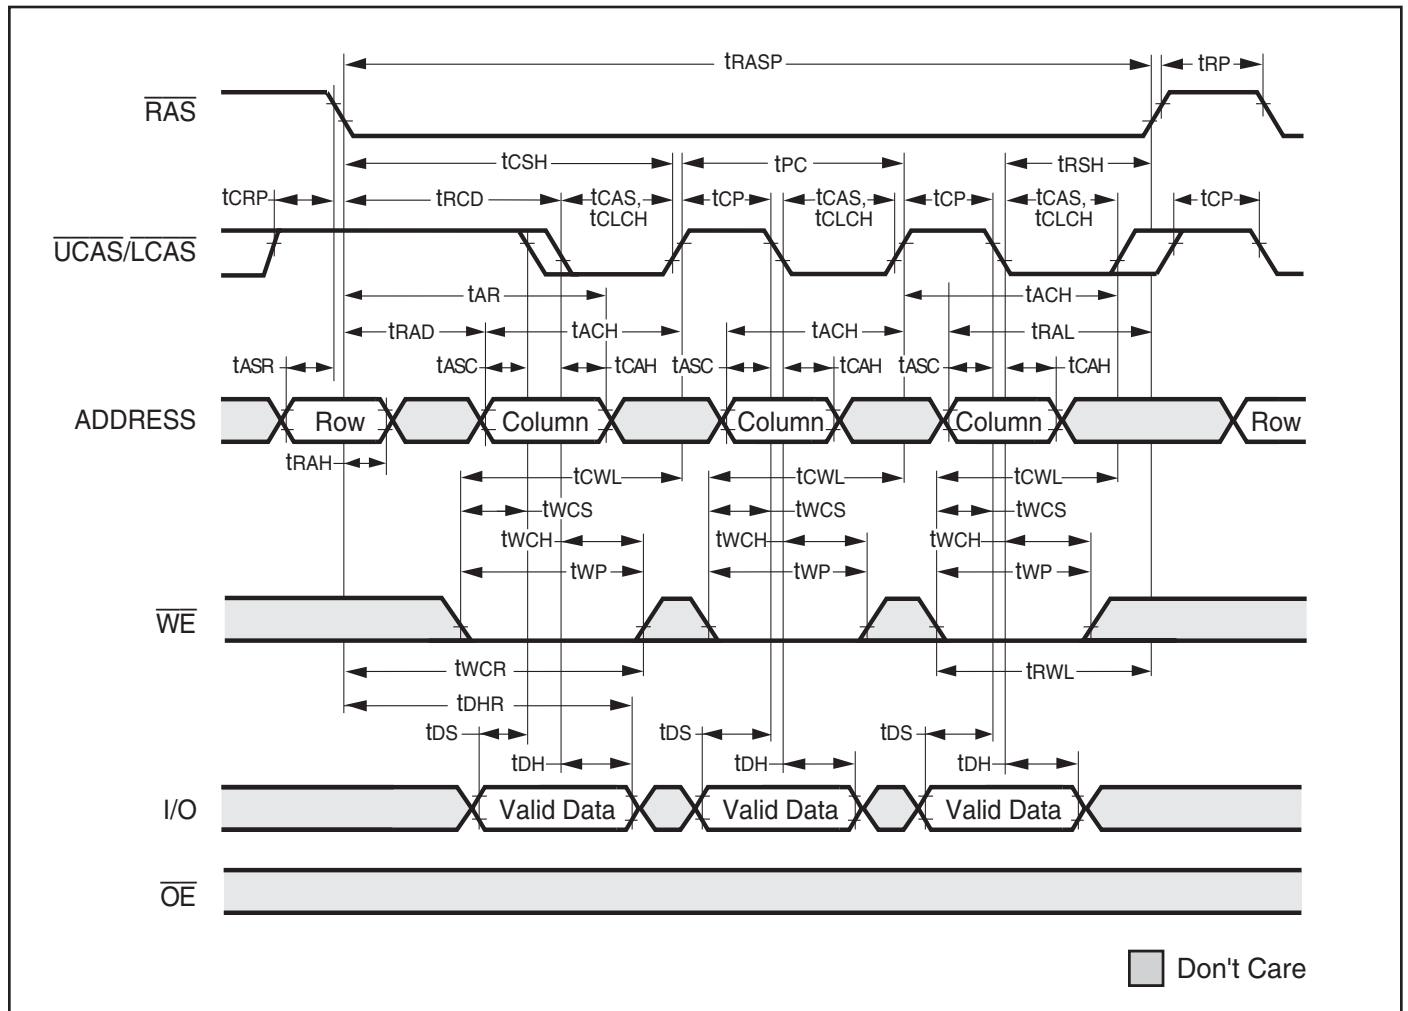 tRASP tRP
RAS
tCSH tPC tRSH
tCRP tRCD tCAS, tCLCH tCP tCAS, tCLCH tCP tCAS, tCLCH tCP
UCAS/LCAS
tAR tACH
tRAD tACH tACH tRAL
tASR tASC tCAH tASC tCAH tASC tCAH
ADDRESS Row Column Column Column Row
tRAH
tCWL tCWL tCWL
tWCS tWCS tWCS
tWCH tWCH tWCH
tWP tWP tWP
WE
tWCR tRWL
tDHR
tDS tDS tDS
tDH tDH tDH
I/O Valid Data Valid Data Valid Data
OE
Don't Care